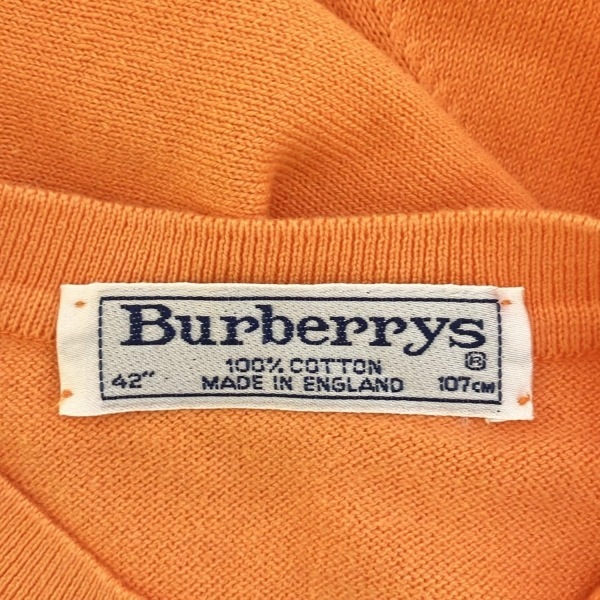 Burberrys
®
100% COTTON
42" MADE IN ENGLAND 107CM